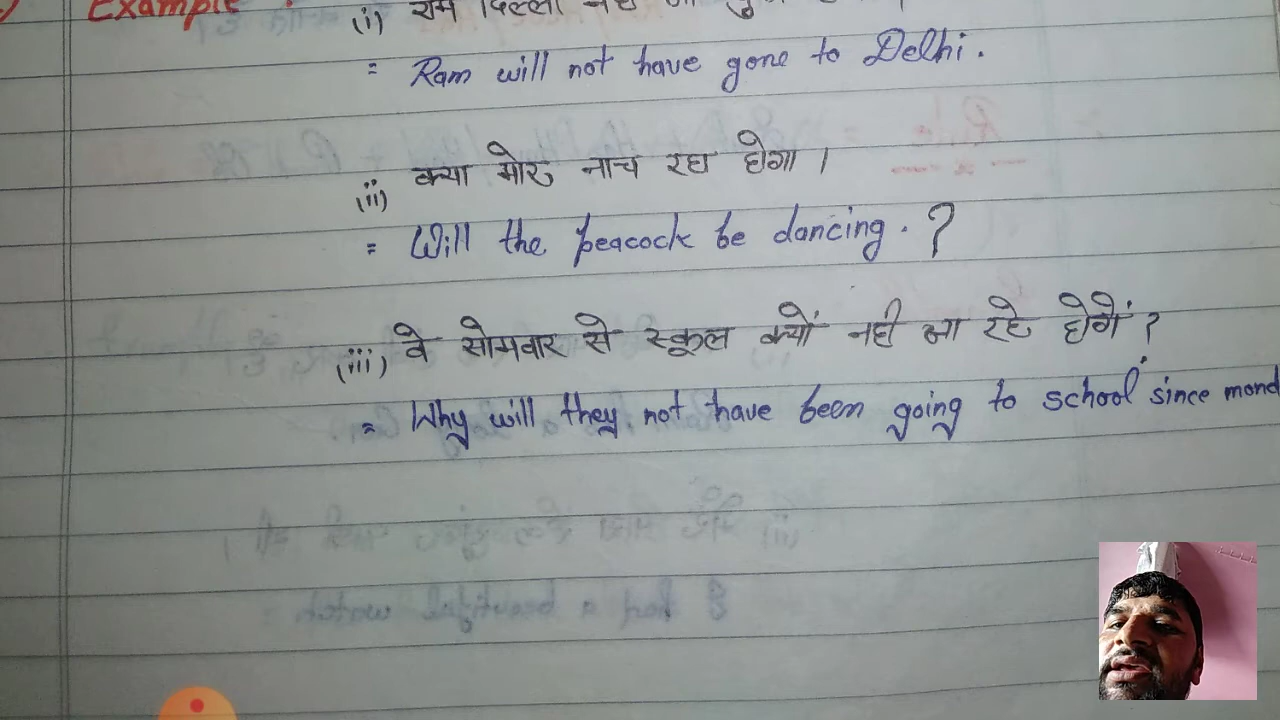 Example :
(i) राम दिल्ली नहीं जा
= Ram will not have gone to Delhi.
(ii) क्या मोर नाच रहा होगा ।
= Will the peacock be dancing. ?
(iii) वे सोमवार से स्कूल क्यों नही जा रहे होगें ?
= Why will they not have been going to school since mond